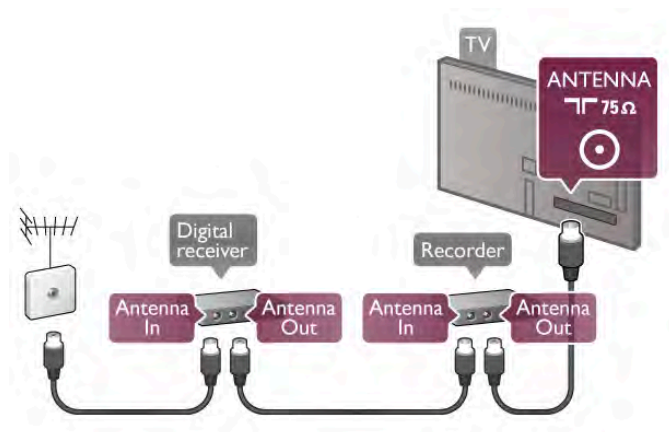 TV
ANTENNA
75 Ω
Digital
receiver
Recorder
Antenna
In
Antenna
Out
Antenna
In
Antenna
Out